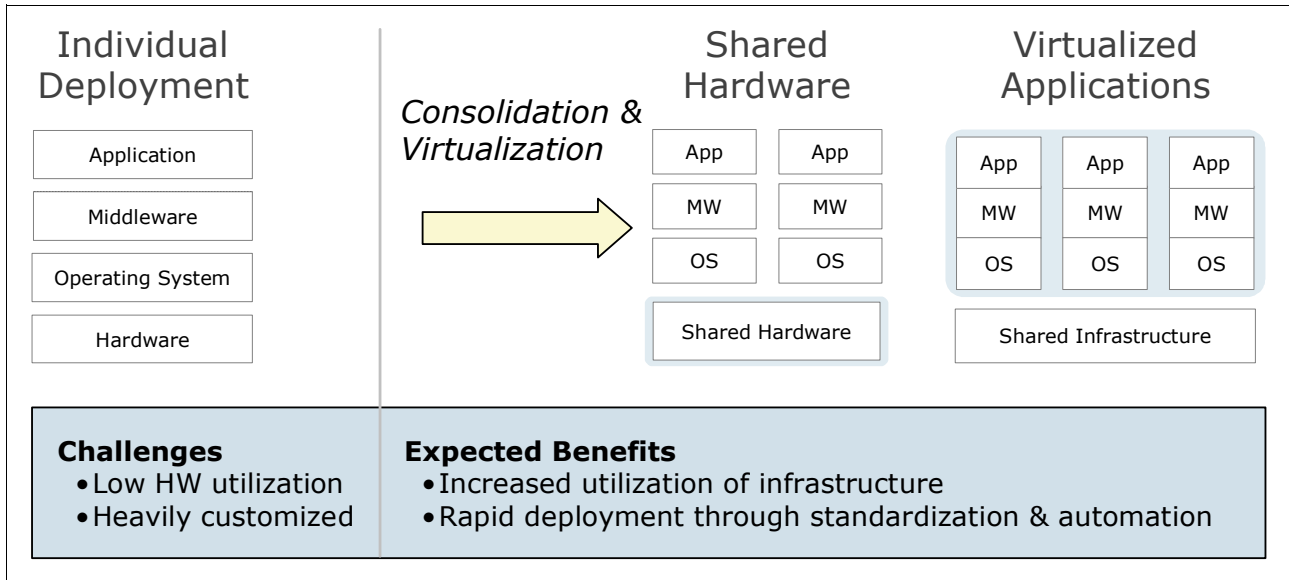 Individual
Deployment
Application
Middleware
Operating System
Hardware
Consolidation &
Virtualization
Shared
Hardware
App App
MW MW
OS OS
Shared Hardware
Virtualized
Applications
App App App
MW MW MW
OS OS OS
Shared Infrastructure
Challenges
•Low HW utilization
•Heavily customized
Expected Benefits
•Increased utilization of infrastructure
•Rapid deployment through standardization & automation